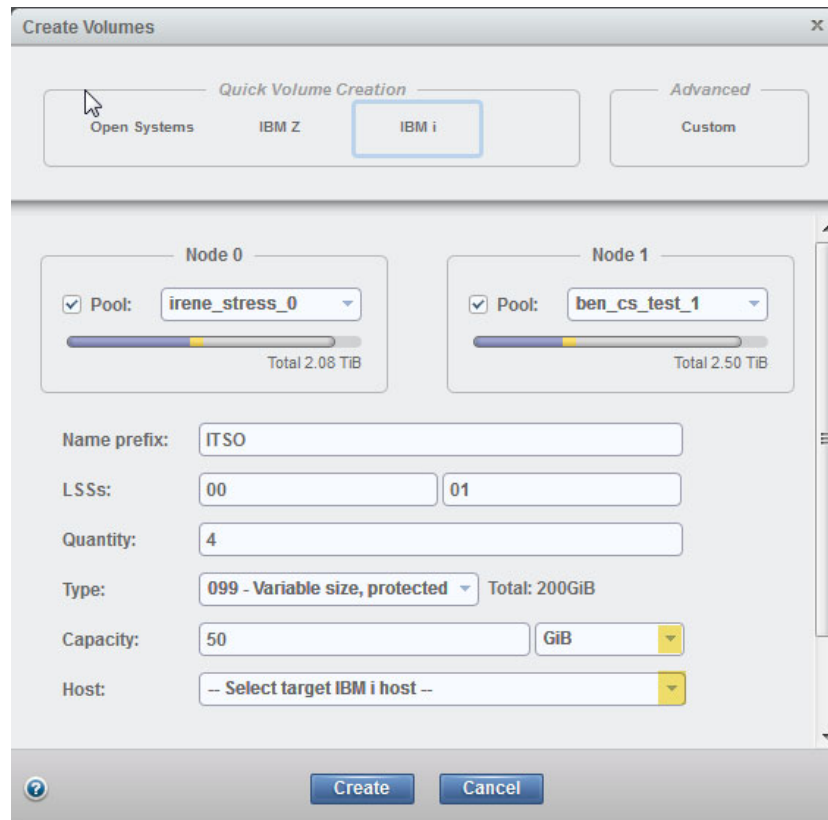 Create Volumes x
Quick Volume Creation Advanced
Open Systems IBM Z IBM i Custom
Node 0 Node 1
Pool: irene_stress_0 Pool: ben_cs_test_1
Total 2.08 TiB Total 2.50 TiB
Name prefix: ITSO
LSSs: 00 01
Quantity: 4
Type: 099 - Variable size, protected Total: 200GiB
Capacity: 50 GiB
Host: -- Select target IBM i host --
? Create Cancel